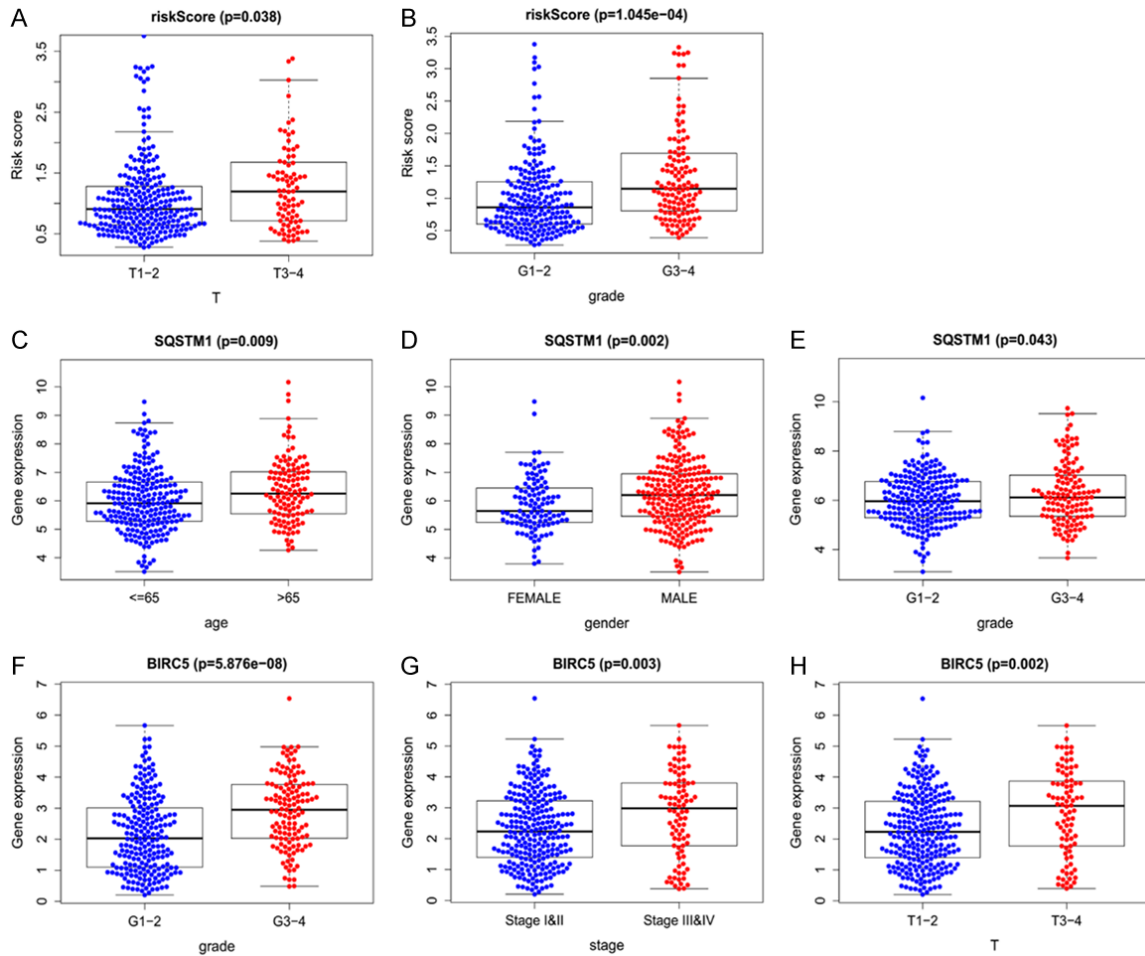 A
riskScore (p=0.038)
Risk score
3.5
2.5
1.5
0.5
T1−2
T3−4
T
B
riskScore (p=1.045e−04)
Risk score
3.5
3.0
2.5
2.0
1.5
1.0
0.5
G1−2
G3−4
grade
C
SQSTM1 (p=0.009)
Gene expression
10
9
8
7
6
5
4
<=65
>65
age
D
SQSTM1 (p=0.002)
Gene expression
10
9
8
7
6
5
4
FEMALE
MALE
gender
E
SQSTM1 (p=0.043)
Gene expression
10
8
6
4
G1−2
G3−4
grade
F
BIRC5 (p=5.876e−08)
Gene expression
7
6
5
4
3
2
1
0
G1−2
G3−4
grade
G
BIRC5 (p=0.003)
Gene expression
7
6
5
4
3
2
1
0
Stage I&II
Stage III&IV
stage
H
BIRC5 (p=0.002)
Gene expression
7
6
5
4
3
2
1
0
T1−2
T3−4
T